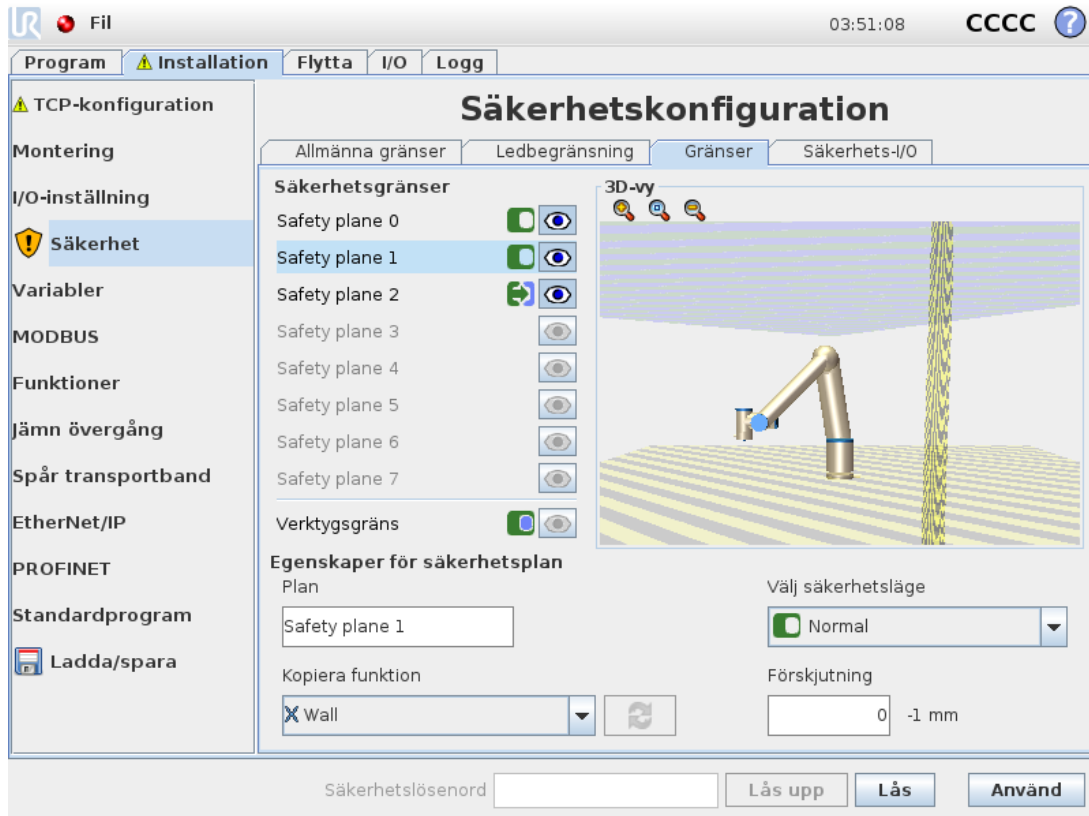 UR Fil 03:51:08 CCCC ?
Program Installation Flytta I/O Logg
TCP-konfiguration
Montering
I/O-inställning
Säkerhet
Variabler
MODBUS
Funktioner
Jämn övergång
Spår transportband
EtherNet/IP
PROFINET
Standardprogram
Ladda/spara
Säkerhetskonfiguration
Allmänna gränser Ledbegränsning Gränser Säkerhets-I/O
Säkerhetsgränser
Safety plane 0
Safety plane 1
Safety plane 2
Safety plane 3
Safety plane 4
Safety plane 5
Safety plane 6
Safety plane 7
Verktygsgräns
3D-vy
Egenskaper för säkerhetsplan
Plan Välj säkerhetsläge
Safety plane 1 Normal
Kopiera funktion Förskjutning
Wall 0 -1 mm
Säkerhetslösenord Lås upp Lås Använd